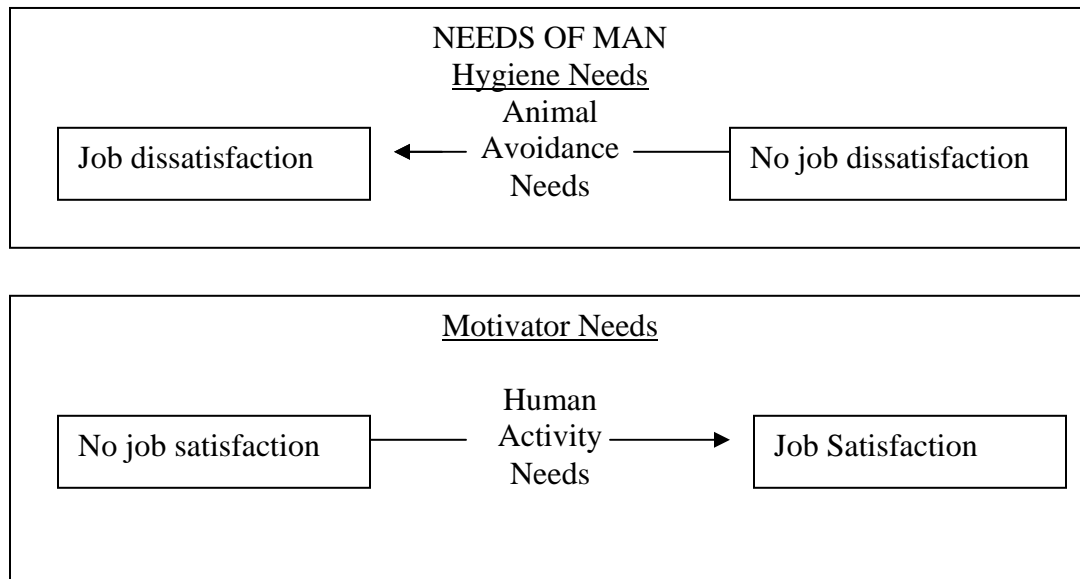 NEEDS OF MAN
Hygiene Needs
Animal
Avoidance
Needs
Job dissatisfaction
No job dissatisfaction
Motivator Needs
Human
Activity
Needs
No job satisfaction
Job Satisfaction